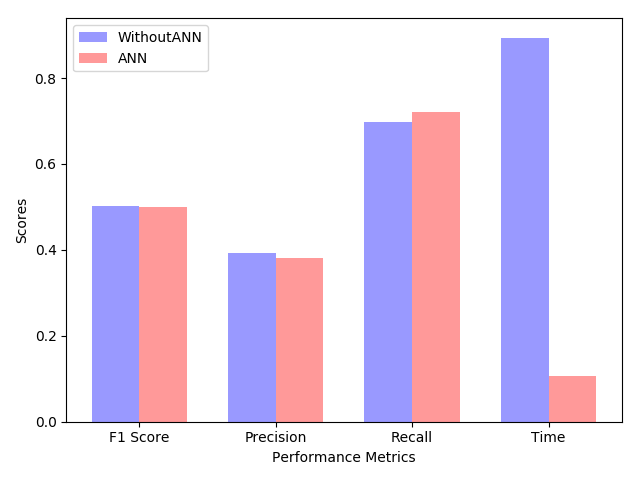 WithoutANN
ANN
0.8
0.6
0.4
0.2
0.0
Scores
F1 Score Precision Recall Time
Performance Metrics